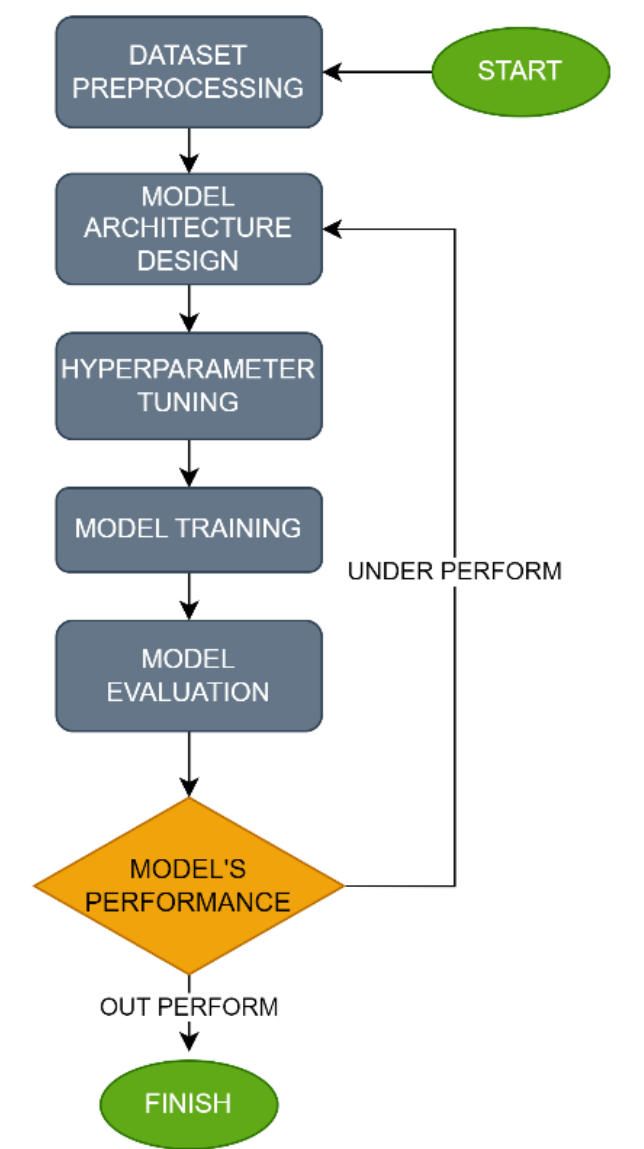 START
DATASET
PREPROCESSING
MODEL
ARCHITECTURE
DESIGN
HYPERPARAMETER
TUNING
MODEL TRAINING
UNDER PERFORM
MODEL
EVALUATION
MODEL'S
PERFORMANCE
OUT PERFORM
FINISH